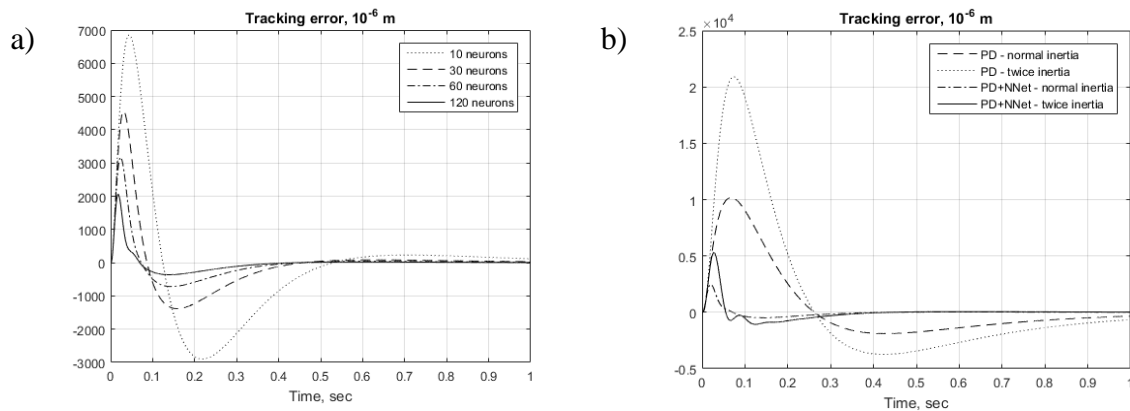 a)
Tracking error, 10⁻⁶ m
7000
6000
5000
4000
3000
2000
1000
0
-1000
-2000
-3000
10 neurons
30 neurons
60 neurons
120 neurons
0 0.1 0.2 0.3 0.4 0.5 0.6 0.7 0.8 0.9 1
Time, sec
b)
×10⁴
Tracking error, 10⁻⁶ m
2.5
2
1.5
1
0.5
0
-0.5
PD - normal inertia
PD - twice inertia
PD+NNet - normal inertia
PD+NNet - twice inertia
0 0.1 0.2 0.3 0.4 0.5 0.6 0.7 0.8 0.9 1
Time, sec